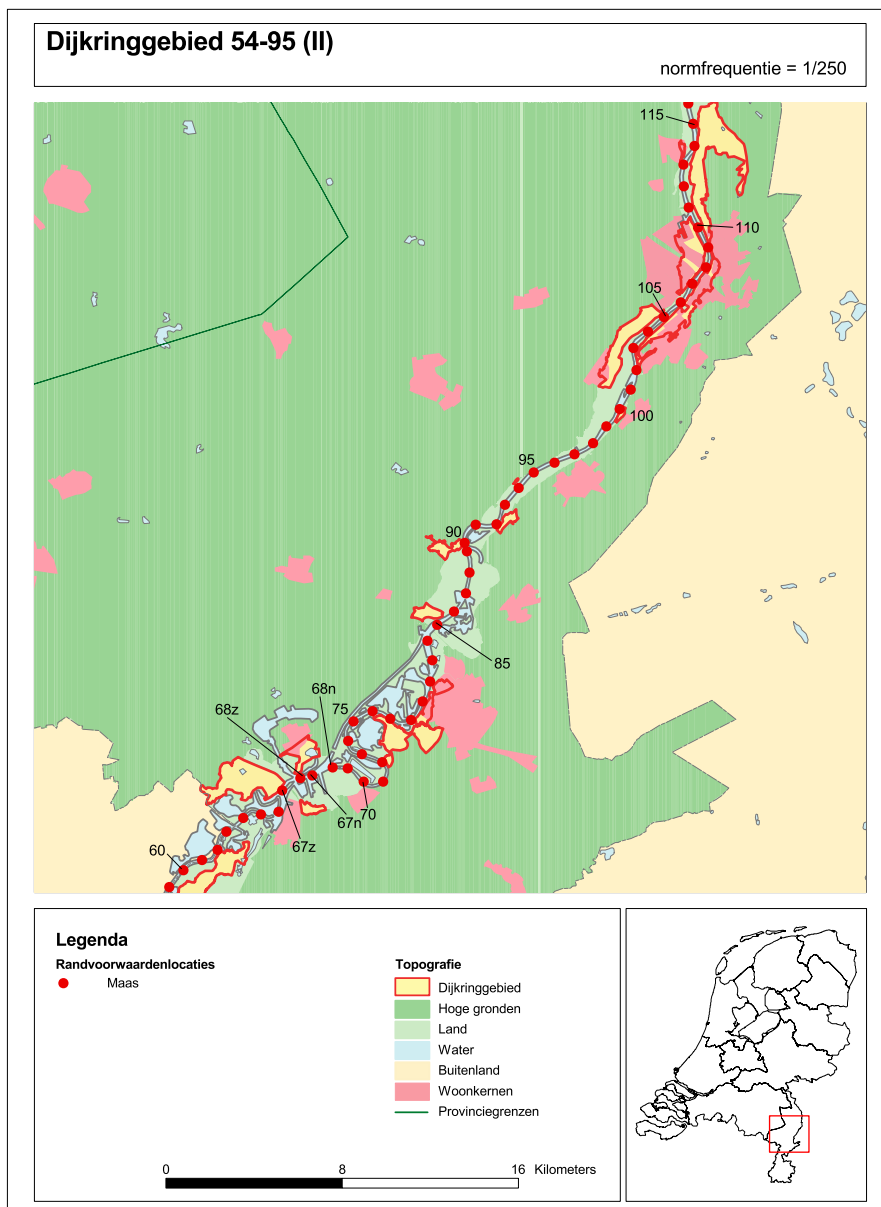 Dijkringgebied 54-95 (II)
normfrequentie = 1/250
115
110
105
100
95
90
85
68n
75
68z
70
67n
67z
60
Legenda
Randvoorwaardenlocaties
Maas
Topografie
Dijkringgebied
Hoge gronden
Land
Water
Buitenland
Woonkernen
Provinciegrenzen
0 8 16 Kilometers